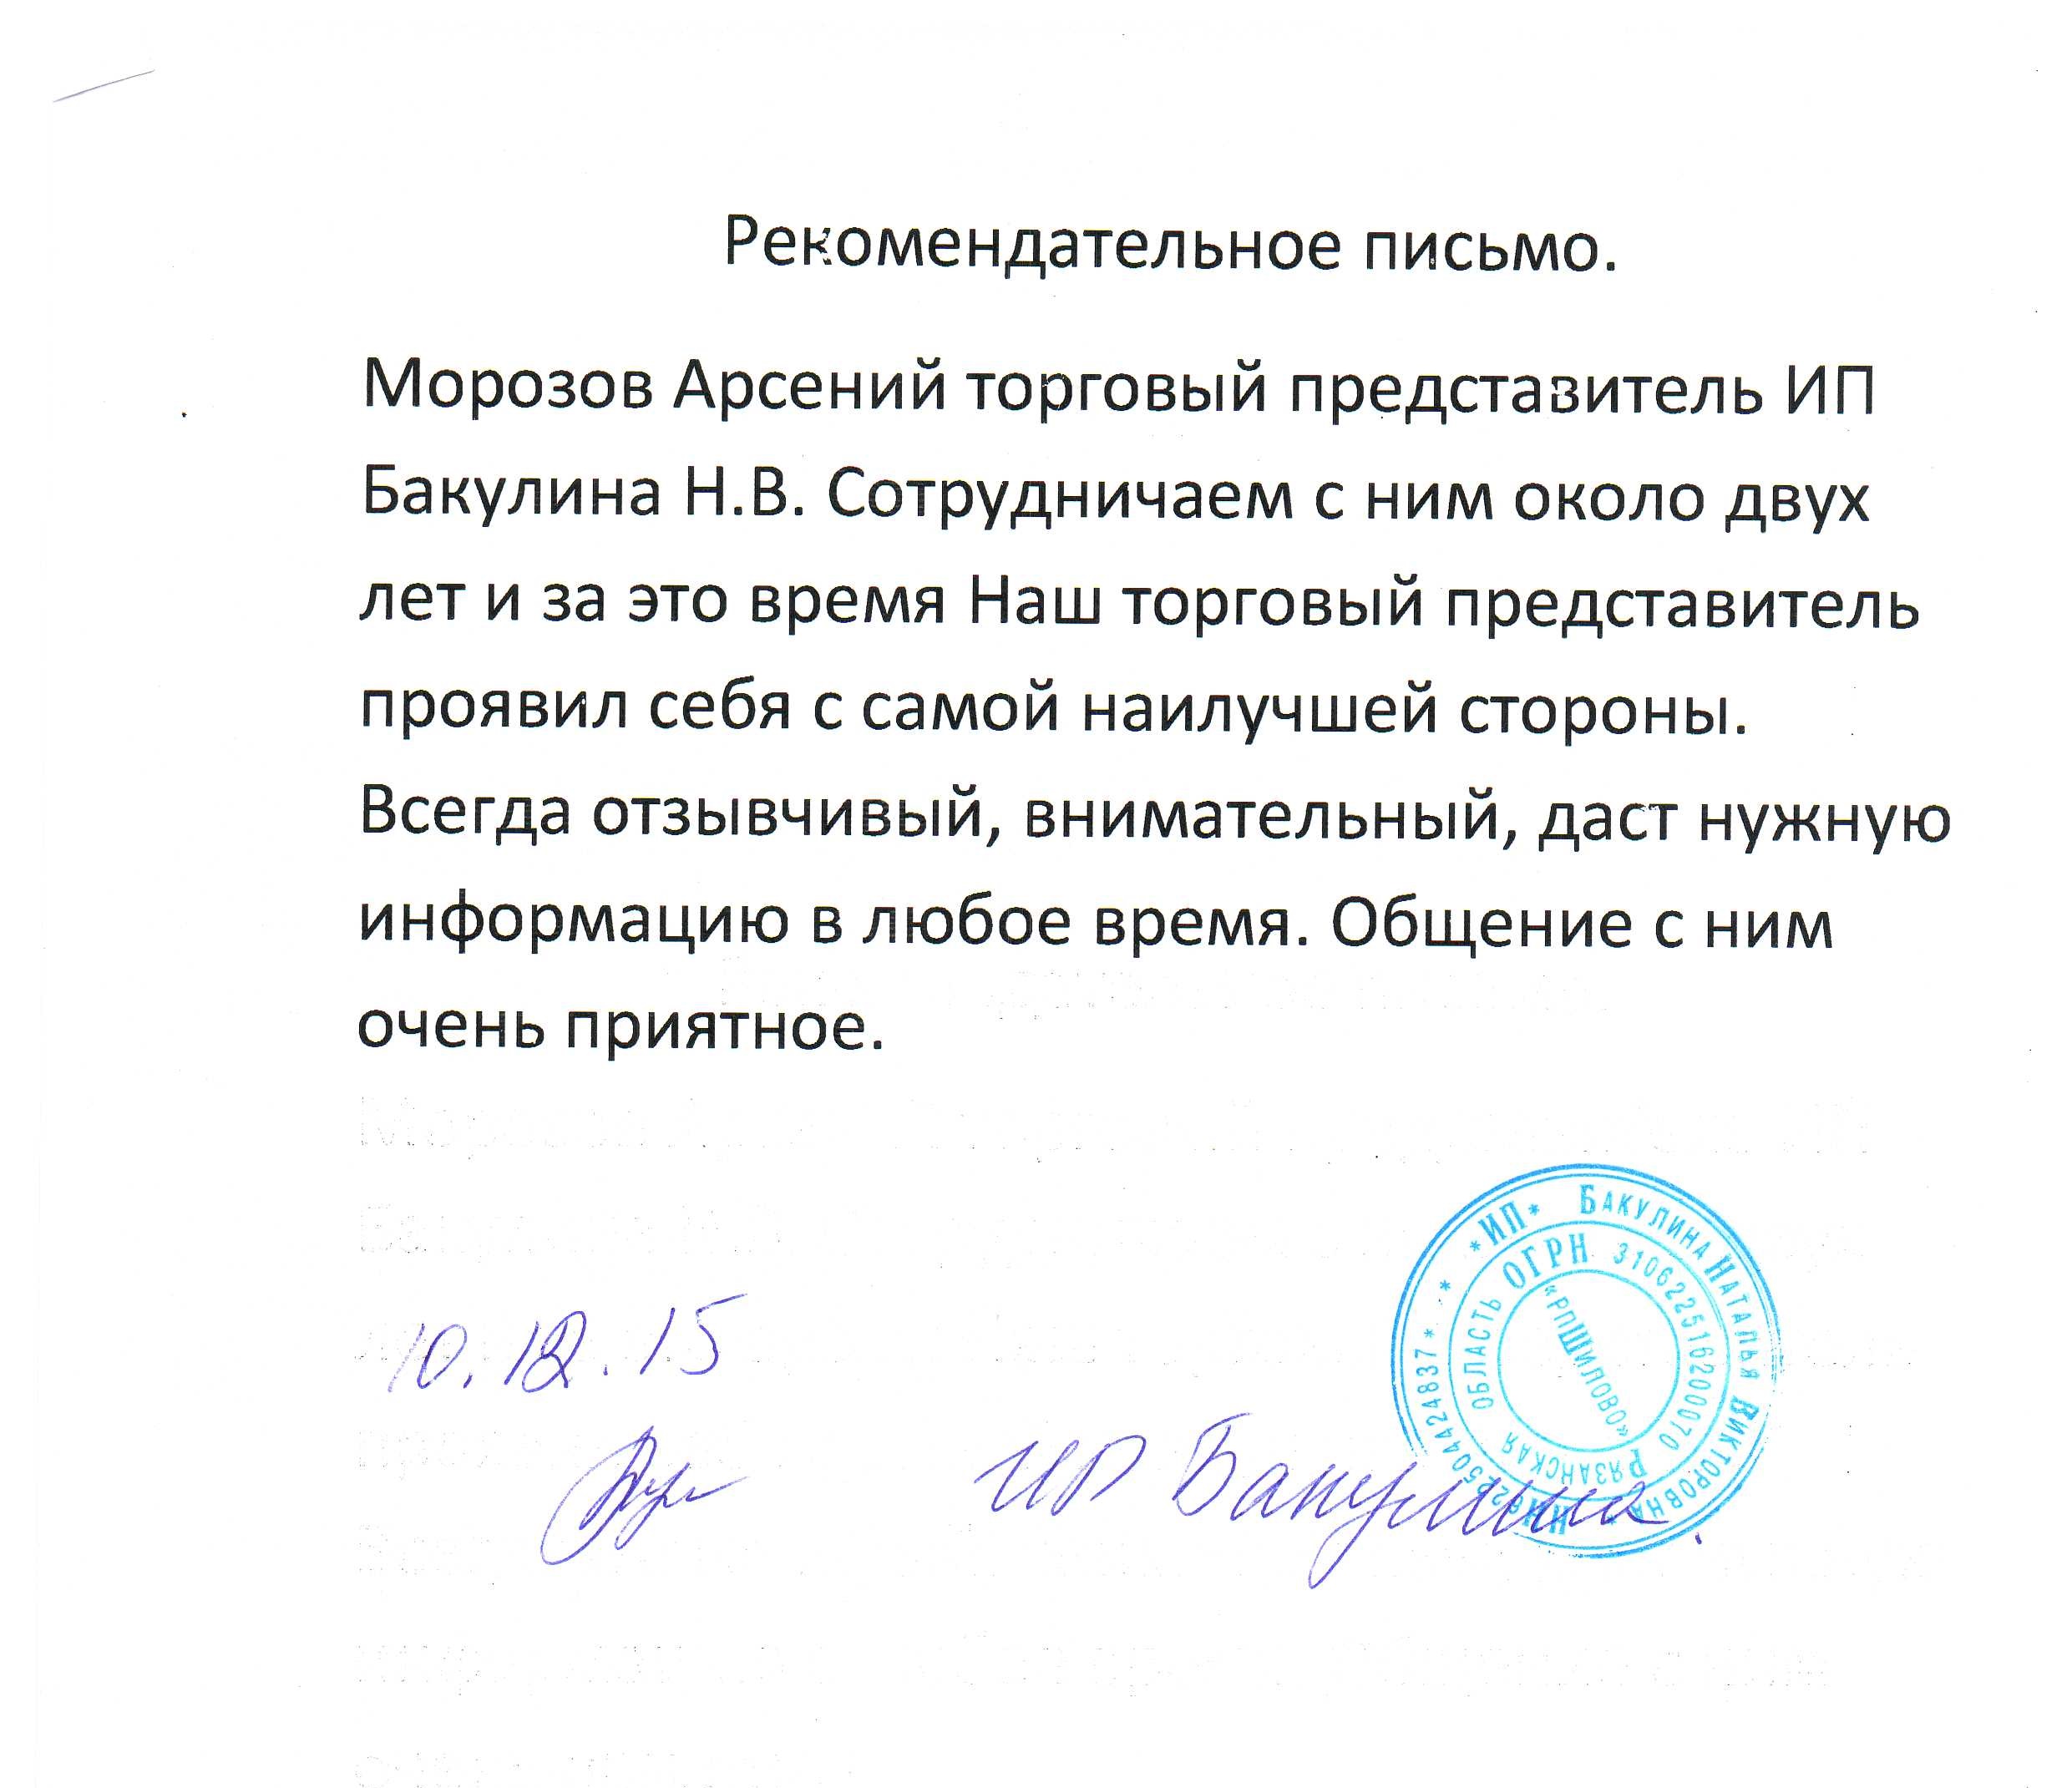 Рекомендательное письмо.
Морозов Арсений торговый представитель ИП
Бакулина Н.В. Сотрудничаем с ним около двух
лет и за это время Наш торговый представитель
проявил себя с самой наилучшей стороны.
Всегда отзывчивый, внимательный, даст нужную
информацию в любое время. Общение с ним
очень приятное.
10.12.15
ИП Бакулина.
*ИП* Бакулина Наталья Викторовна * ИНН
ОГРН 310622516200070 Рязанская область
"РПШилово"